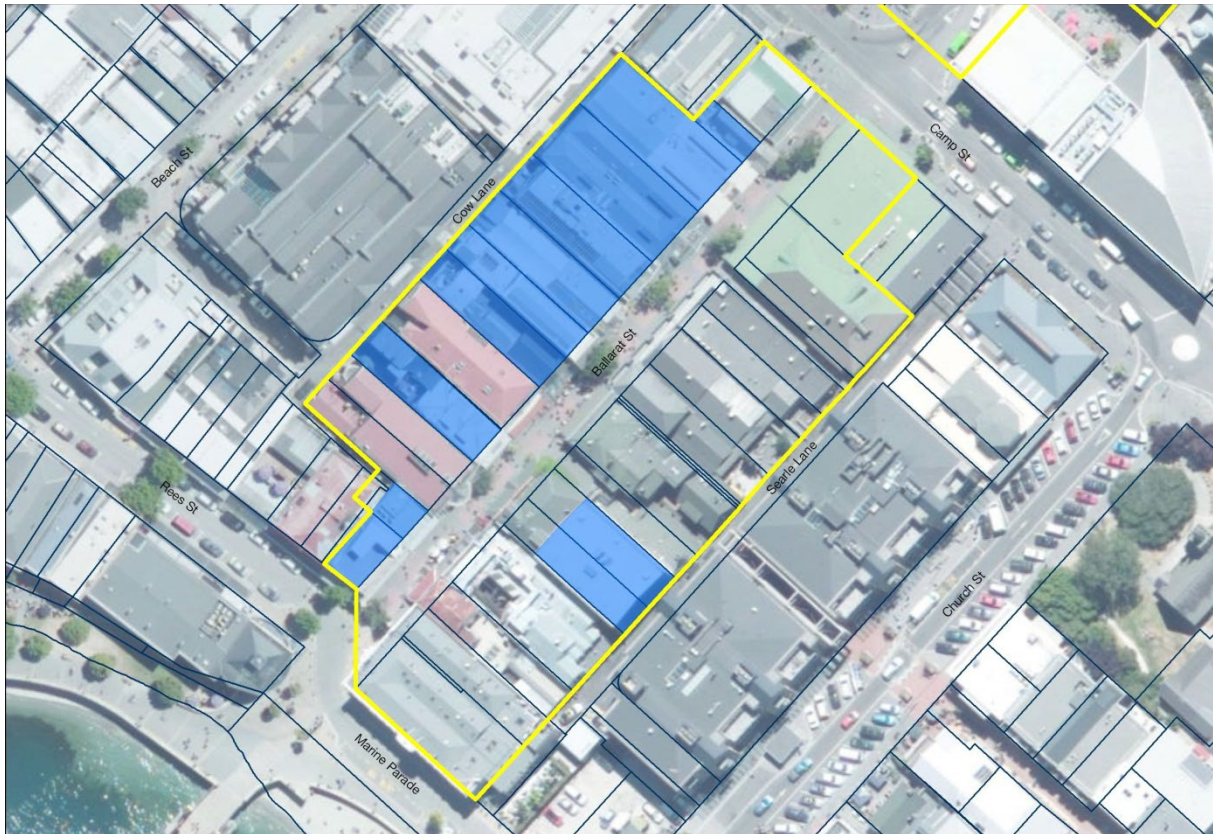 Beach St
Cow Lane
Camp St
Ballarat St
Searle Lane
Rees St
Church St
Marine Parade